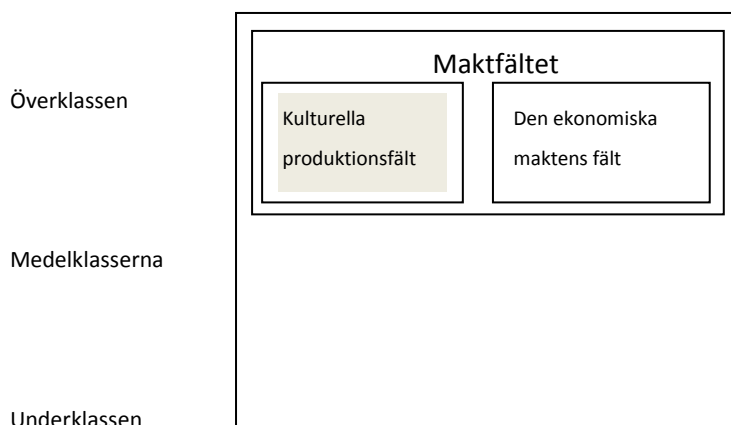 Maktfältet
Överklassen
Kulturella
produktionsfält
Den ekonomiska
maktens fält
Medelklasserna
Underklassen